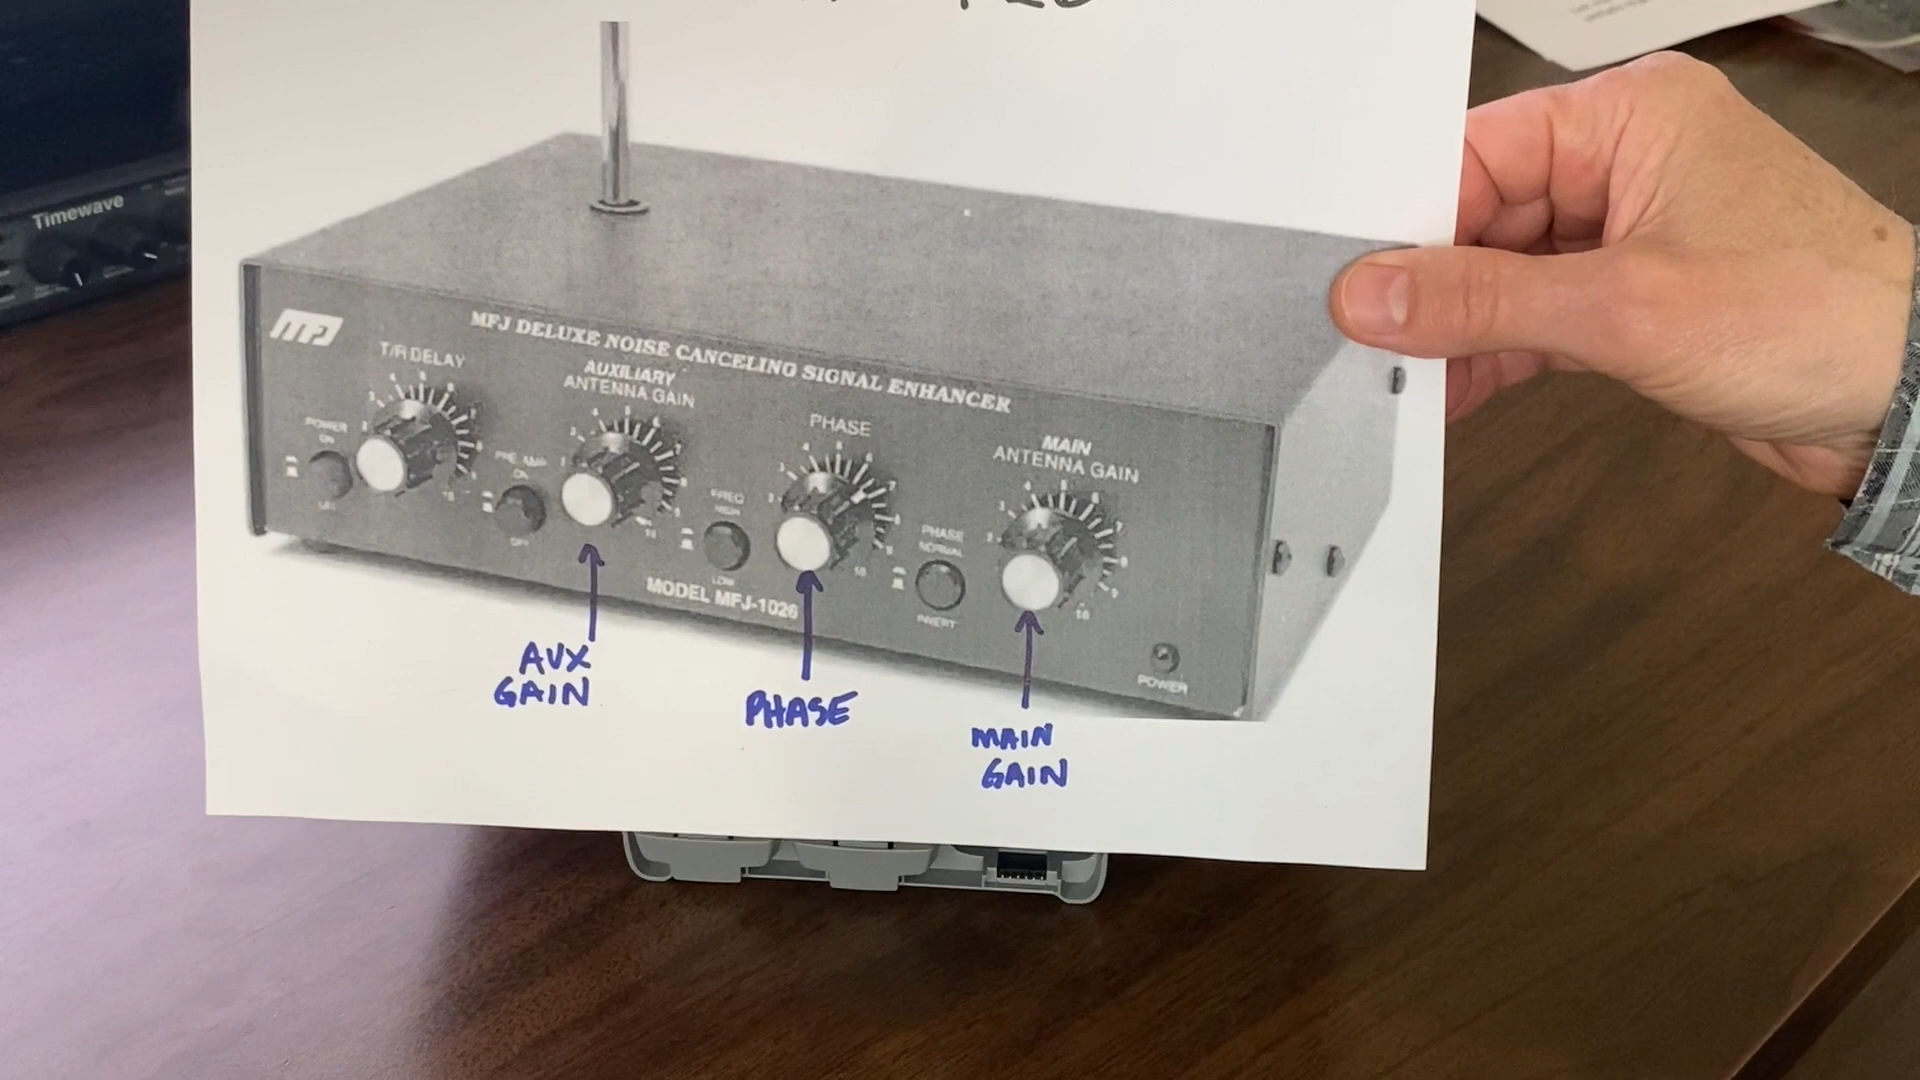 Timewave
MFJ
MFJ DELUXE NOISE CANCELING SIGNAL ENHANCER
T/R DELAY
AUXILIARY
ANTENNA GAIN
PHASE
MAIN
ANTENNA GAIN
POWER
ON
OFF
PRE AMP
ON
OFF
FREQ
HIGH
LOW
PHASE
NORMAL
INVERT
MODEL MFJ-1026
POWER
AUX
GAIN
PHASE
MAIN
GAIN